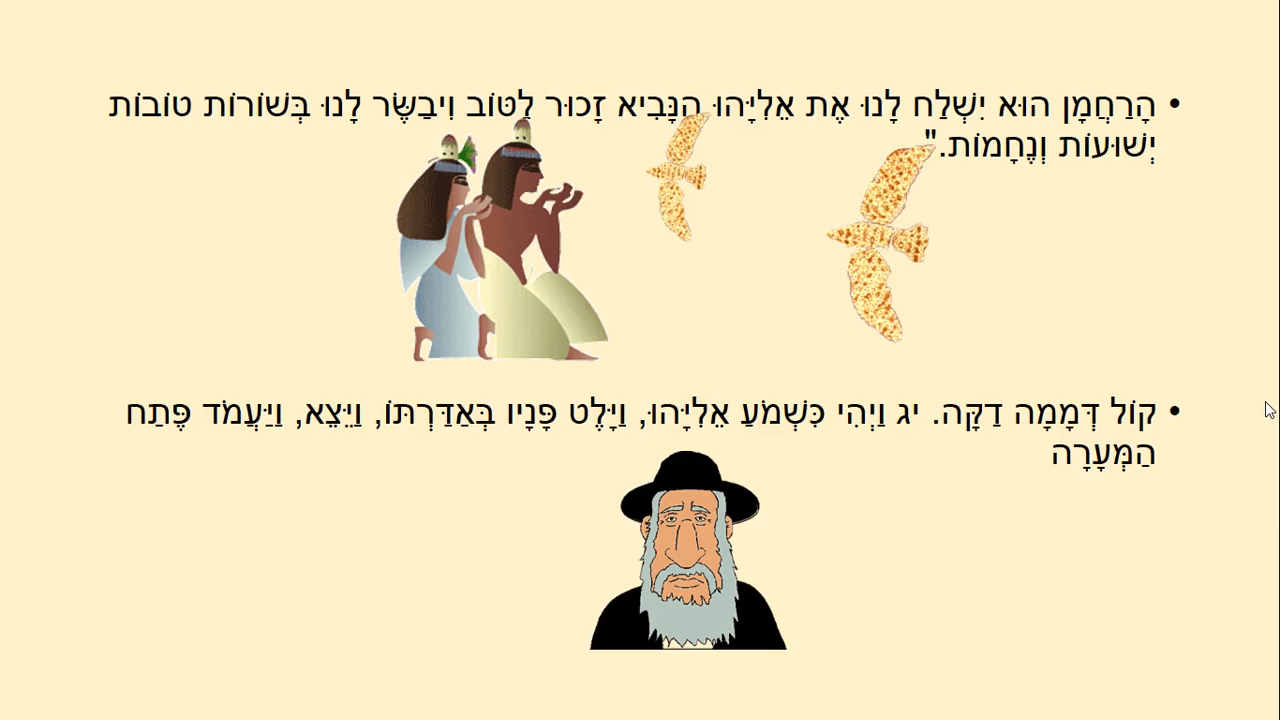 • הָרַחֲמָן הוּא יִשְׁלַח לָנוּ אֶת אֵלִיָּהוּ הַנָּבִיא זָכוּר לַטּוֹב וִיבַשֶּׂר לָנוּ בְּשׂוֹרוֹת טוֹבוֹת
יְשׁוּעוֹת וְנֶחָמוֹת."
• קוֹל דְּמָמָה דַקָּה. יג וַיְהִי כִּשְׁמֹעַ אֵלִיָּהוּ, וַיָּלֶט פָּנָיו בְּאַדַּרְתּוֹ, וַיֵּצֵא, וַיַּעֲמֹד פֶּתַח
הַמְּעָרָה